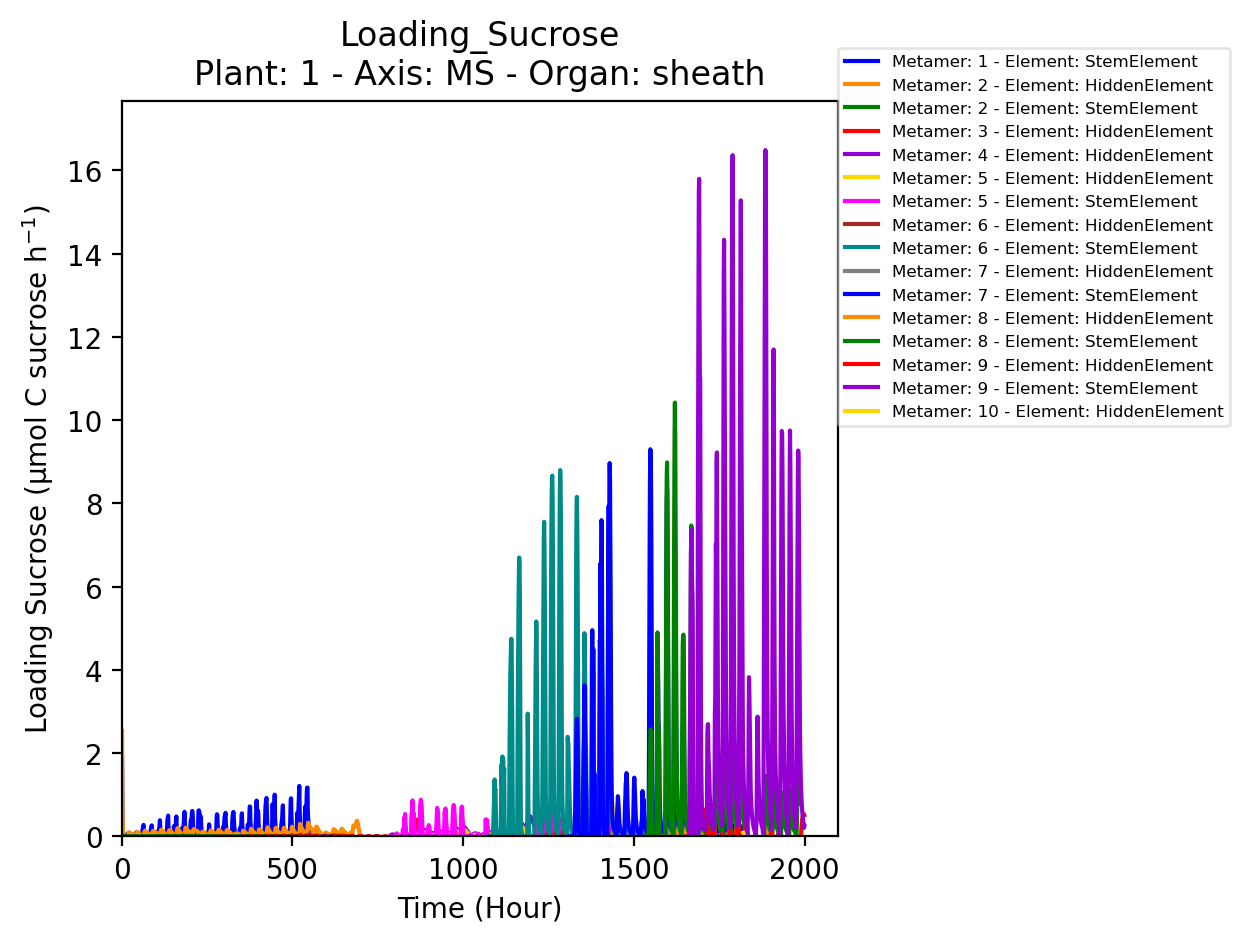 Loading_Sucrose
Plant: 1 - Axis: MS - Organ: sheath
Metamer: 1 - Element: StemElement
Metamer: 2 - Element: HiddenElement
Metamer: 2 - Element: StemElement
Metamer: 3 - Element: HiddenElement
Metamer: 4 - Element: HiddenElement
Metamer: 5 - Element: HiddenElement
Metamer: 5 - Element: StemElement
Metamer: 6 - Element: HiddenElement
Metamer: 6 - Element: StemElement
Metamer: 7 - Element: HiddenElement
Metamer: 7 - Element: StemElement
Metamer: 8 - Element: HiddenElement
Metamer: 8 - Element: StemElement
Metamer: 9 - Element: HiddenElement
Metamer: 9 - Element: StemElement
Metamer: 10 - Element: HiddenElement
Loading Sucrose (µmol C sucrose h⁻¹)
16
14
12
10
8
6
4
2
0
0 500 1000 1500 2000
Time (Hour)